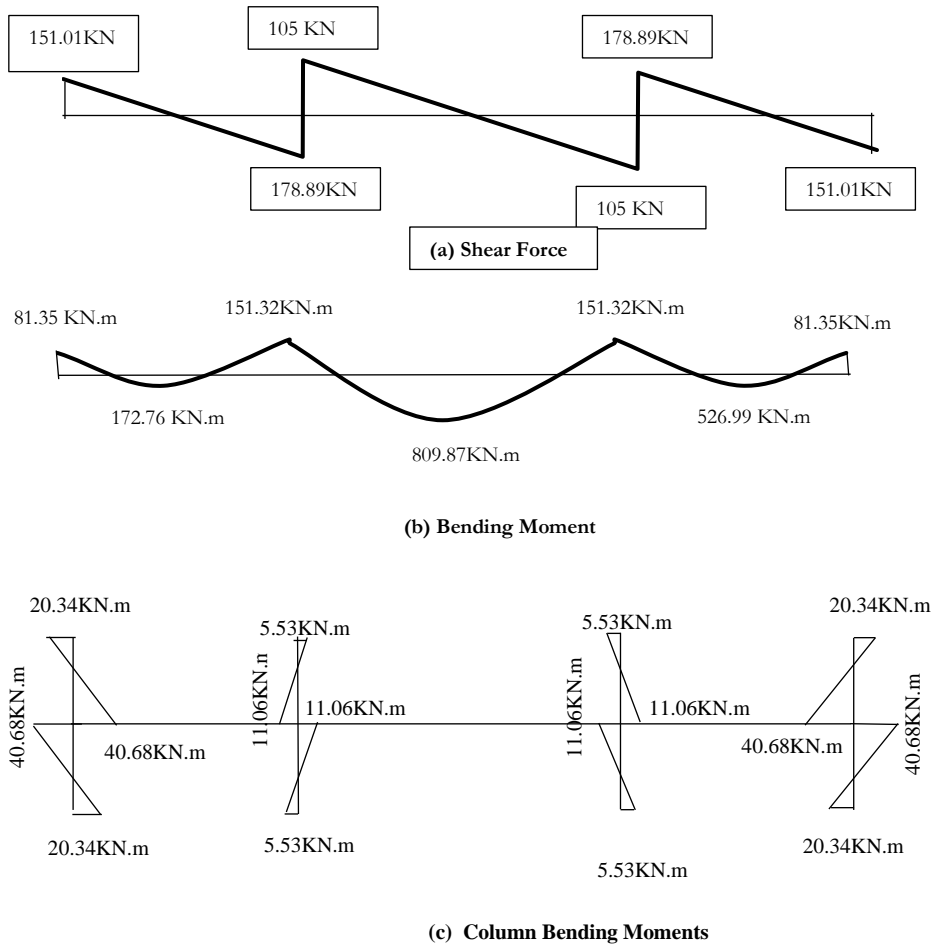 151.01KN
105 KN
178.89KN
178.89KN
105 KN
151.01KN
(a) Shear Force
81.35 KN.m
151.32KN.m
151.32KN.m
81.35KN.m
172.76 KN.m
809.87KN.m
526.99 KN.m
(b) Bending Moment
20.34KN.m
5.53KN.m
5.53KN.m
20.34KN.m
40.68KN.m
40.68KN.m
11.06KN.n
11.06KN.m
11.06KN.m
11.06KN.m
40.68KN.m
40.68KN.m
20.34KN.m
5.53KN.m
5.53KN.m
20.34KN.m
(c) Column Bending Moments